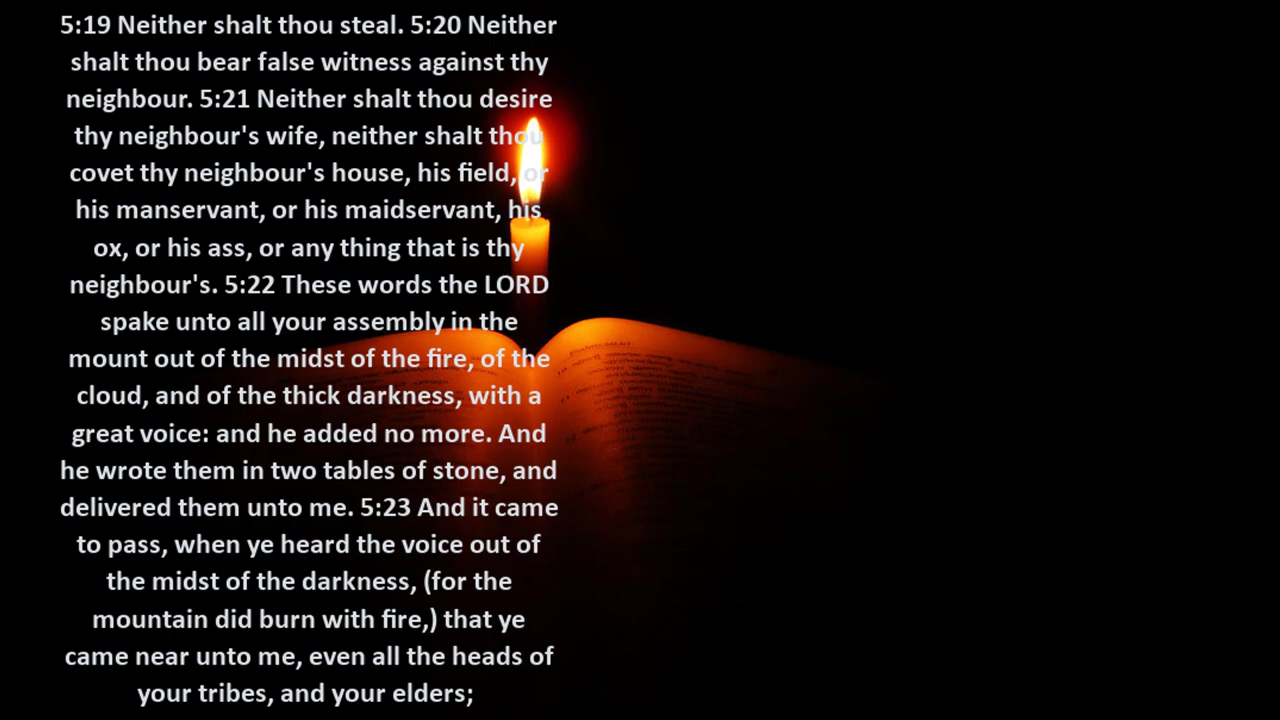 5:19 Neither shalt thou steal. 5:20 Neither
shalt thou bear false witness against thy
neighbour. 5:21 Neither shalt thou desire
thy neighbour's wife, neither shalt thou
covet thy neighbour's house, his field, or
his manservant, or his maidservant, his
ox, or his ass, or any thing that is thy
neighbour's. 5:22 These words the LORD
spake unto all your assembly in the
mount out of the midst of the fire, of the
cloud, and of the thick darkness, with a
great voice: and he added no more. And
he wrote them in two tables of stone, and
delivered them unto me. 5:23 And it came
to pass, when ye heard the voice out of
the midst of the darkness, (for the
mountain did burn with fire,) that ye
came near unto me, even all the heads of
your tribes, and your elders;